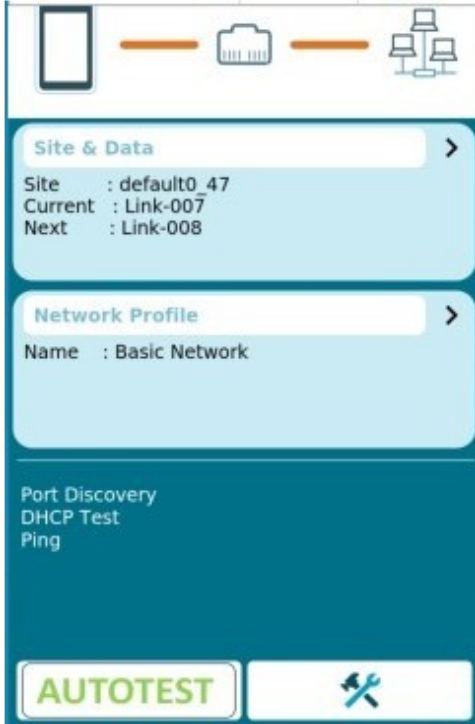 Site & Data
Site : default0_47
Current : Link-007
Next : Link-008
Network Profile
Name : Basic Network
Port Discovery
DHCP Test
Ping
AUTOTEST